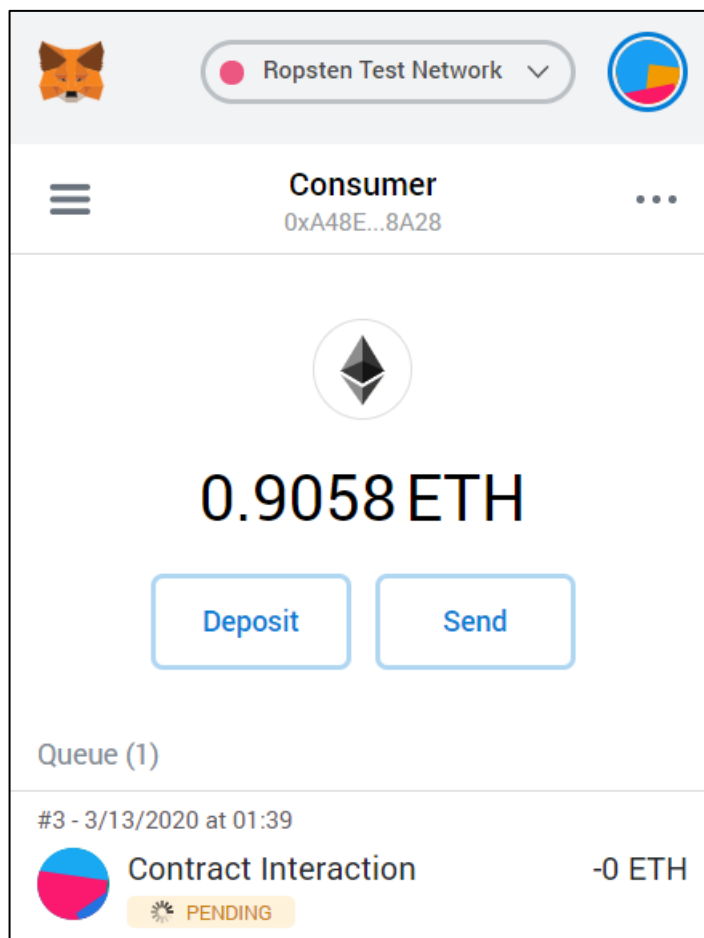 Ropsten Test Network
Consumer
0xA48E...8A28
0.9058 ETH
Deposit Send
Queue (1)
#3 - 3/13/2020 at 01:39
Contract Interaction -0 ETH
PENDING